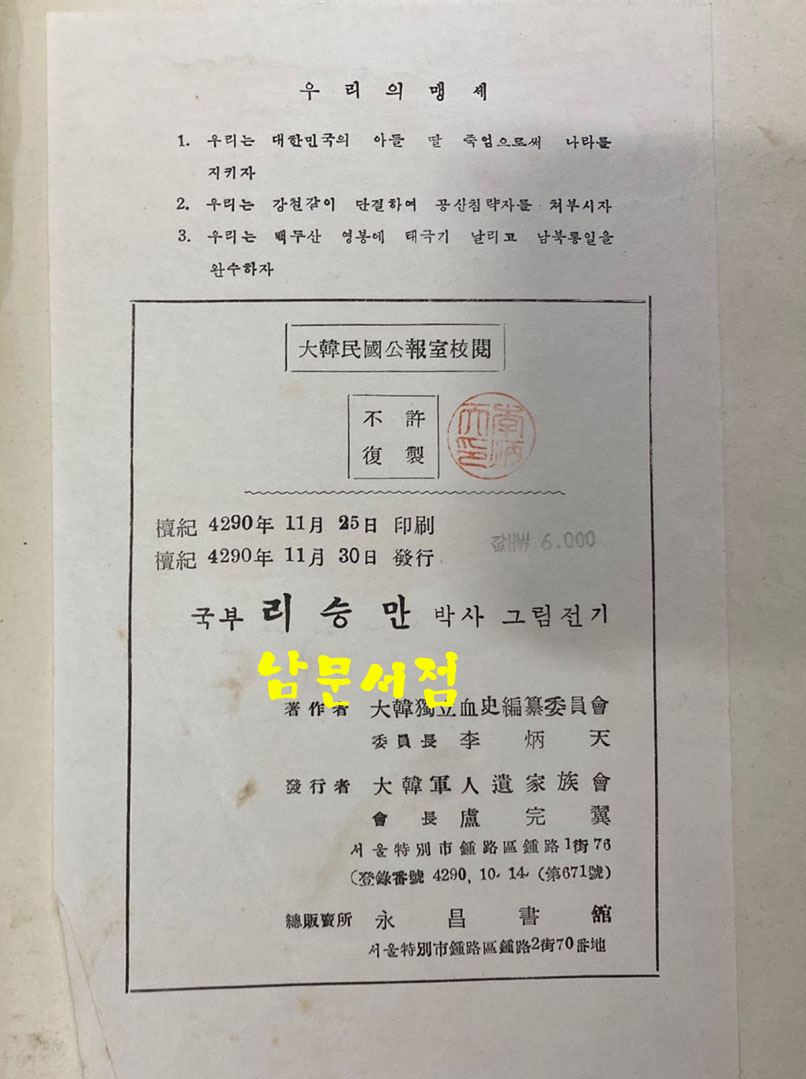 우리의 맹세
1. 우리는 대한민국의 아들 딸 죽엄으로써 나라를
지키자
2. 우리는 강철같이 단결하여 공산침략자를 쳐부시자
3. 우리는 백두산 영봉에 태극기 날리고 남북통일을
완수하자
大韓民國公報室校閱
不許
復製
檀紀 4290年 11月 25日 印刷
檀紀 4290年 11月 30日 發行
값 ₩ 6.000
국부 리승만 박사 그림전기
남문서점
著作者 大韓獨立血史編纂委員會
委員長 李炳天
發行者 大韓軍人遺家族會
會長 盧完翼
서울特別市鍾路區鍾路1街76
(登錄番號 4290, 10. 14. (第671號)
總販賣所 永昌書舘
서울特別市鍾路區鍾路2街70番地